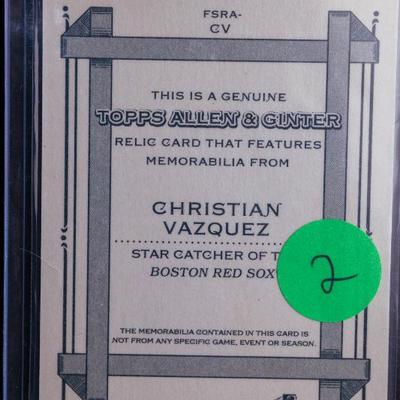 FSRA-
CV
THIS IS A GENUINE
TOPPS ALLEN & GINTER
RELIC CARD THAT FEATURES
MEMORABILIA FROM
CHRISTIAN
VAZQUEZ
STAR CATCHER OF
BOSTON RED SOX
2
THE MEMORABILIA CONTAINED IN THIS CARD IS
NOT FROM ANY SPECIFIC GAME, EVENT OR SEASON.